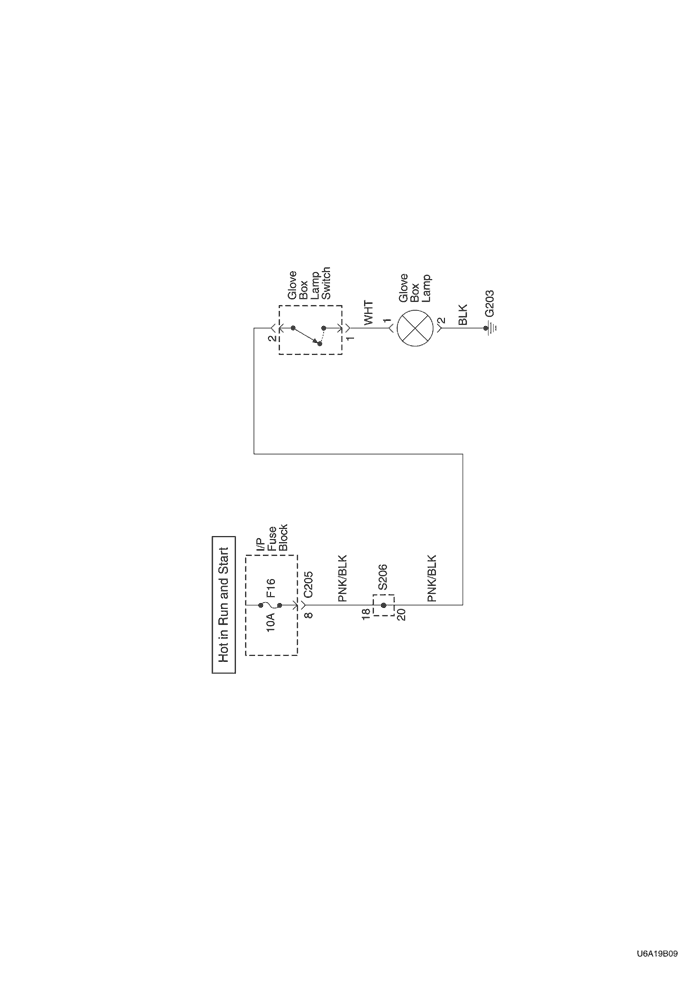 Hot in Run and Start
I/P
Fuse
Block
10A
F16
8
C205
PNK/BLK
18
S206
20
PNK/BLK
2
Glove
Box
Lamp
Switch
1
WHT
1
Glove
Box
Lamp
2
BLK
G203
U6A19B09